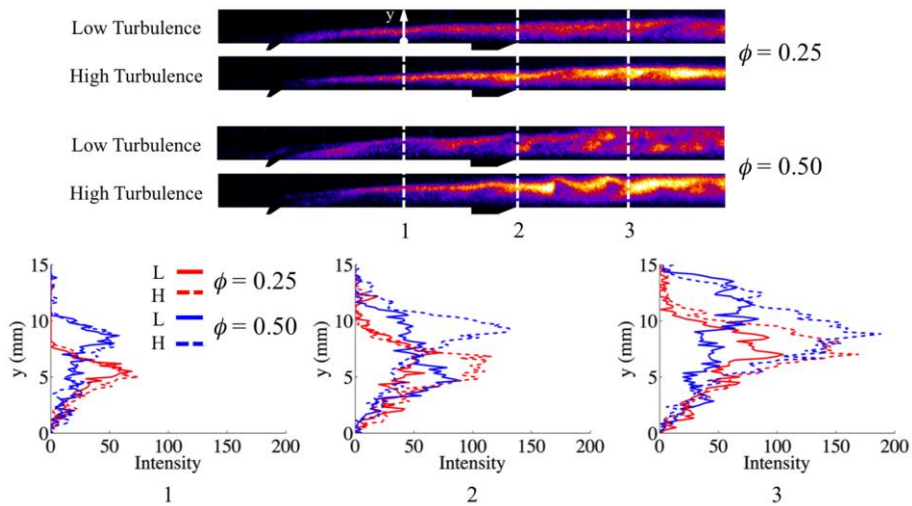 Low Turbulence
y
ϕ = 0.25
High Turbulence
Low Turbulence
ϕ = 0.50
High Turbulence
1 2 3
15
10
5
0
y (mm)
0 50 100 150 200
Intensity
1
L
ϕ = 0.25
H
L
ϕ = 0.50
H
15
10
5
0
y (mm)
0 50 100 150 200
Intensity
2
15
10
5
0
y (mm)
0 50 100 150 200
Intensity
3